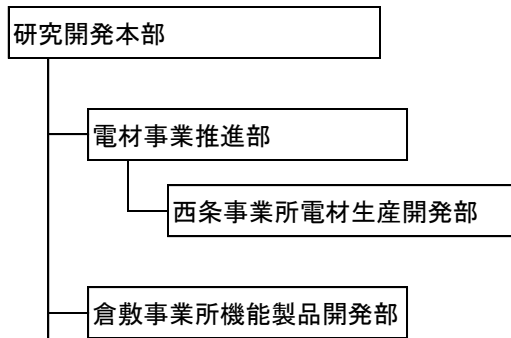 研究開発本部
電材事業推進部
西条事業所電材生産開発部
倉敷事業所機能製品開発部